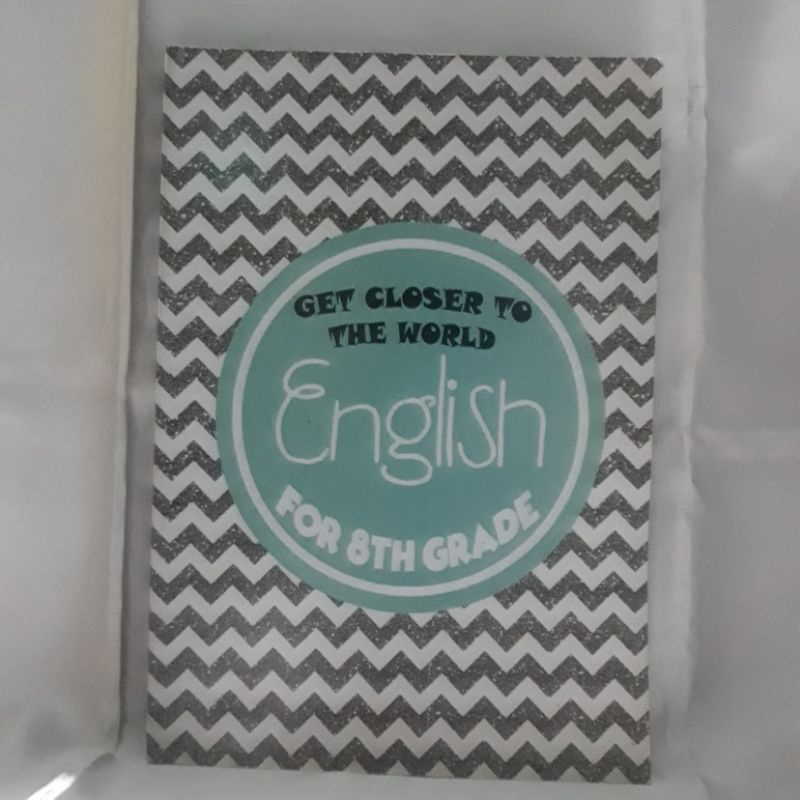 GET CLOSER TO
THE WORLD
English
FOR 8TH GRADE